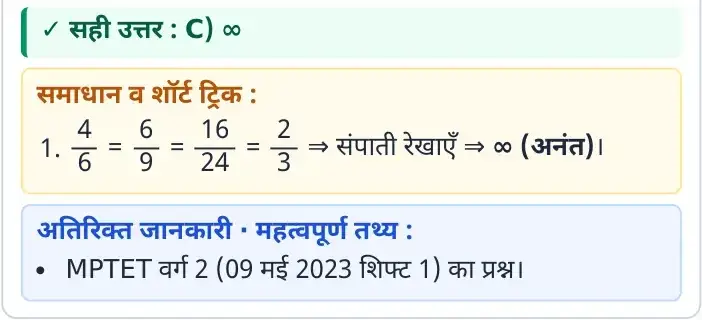 ✓ सही उत्तर : C) ∞
समाधान व शॉर्ट ट्रिक :
1. 4/6 = 6/9 = 16/24 = 2/3 ⇒ संपाती रेखाएँ ⇒ ∞ (अनंत)।
अतिरिक्त जानकारी · महत्वपूर्ण तथ्य :
• MPTET वर्ग 2 (09 मई 2023 शिफ्ट 1) का प्रश्न।